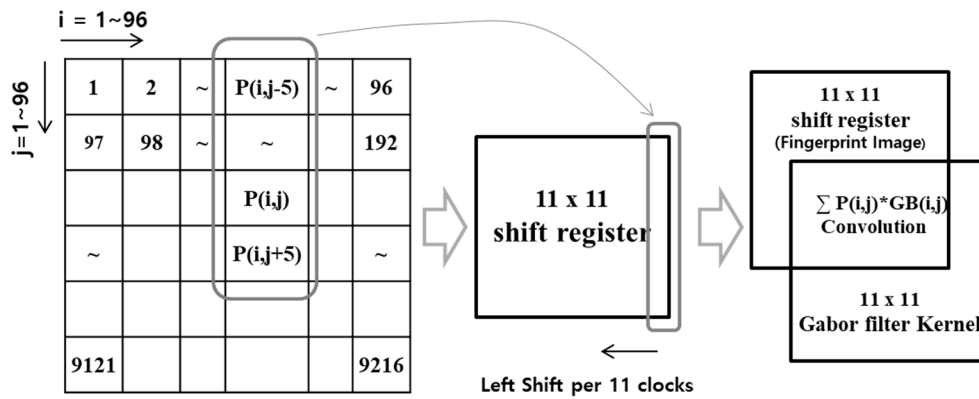 i = 1~96
j=1~96
1 2 ~ P(i,j-5) ~ 96
97 98 ~ ~ 192
P(i,j)
~ P(i,j+5) ~
9121 9216
11 x 11
shift register
Left Shift per 11 clocks
11 x 11
shift register
(Fingerprint Image)
∑ P(i,j)*GB(i,j)
Convolution
11 x 11
Gabor filter Kernel